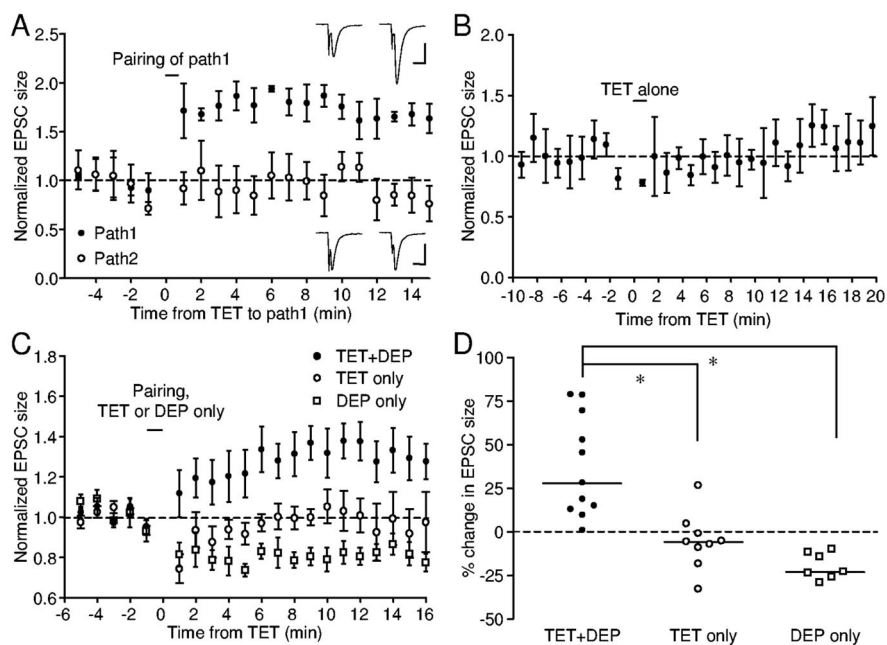 A
Normalized EPSC size
2.5
2.0
1.5
1.0
0.5
0.0
Pairing of path1
Path1
Path2
-4 -2 0 2 4 6 8 10 12 14
Time from TET to path1 (min)
B
Normalized EPSC size
2.0
1.5
1.0
0.5
0.0
TET alone
-10 -8 -6 -4 -2 0 2 4 6 8 10 12 14 16 18 20
Time from TET (min)
C
Normalized EPSC size
1.8
1.6
1.4
1.2
1.0
0.8
0.6
Pairing,
TET or DEP only
TET+DEP
TET only
DEP only
-6 -4 -2 0 2 4 6 8 10 12 14 16
Time from TET (min)
D
% change in EPSC size
100
75
50
25
0
-25
-50
* *
TET+DEP TET only DEP only